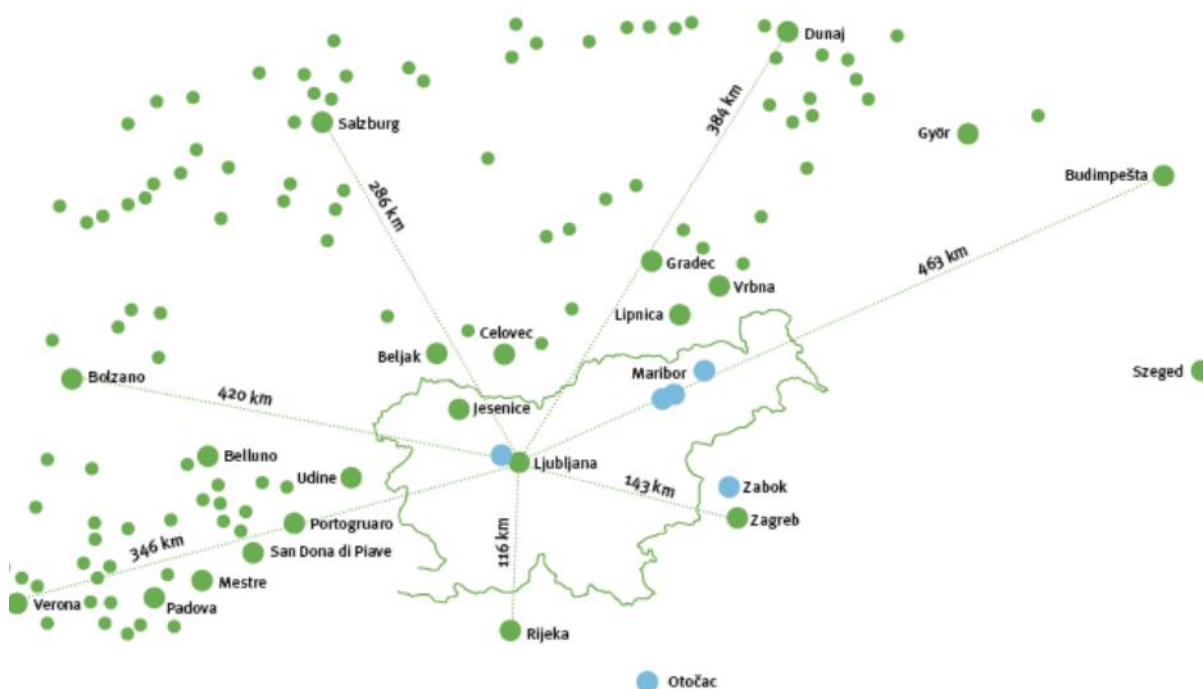 Dunaj
384 km
Salzburg
Györ
Budimpešta
286 km
463 km
Gradec
Vrbna
Lipnica
Celovec
Beljak
Maribor
Szeged
Bolzano
420 km
Jesenice
Belluno
Udine
Ljubljana
143 km
Zabok
Zagreb
Portogruaro
116 km
346 km
San Dona di Piave
Mestre
Verona
Padova
Rijeka
Otočac